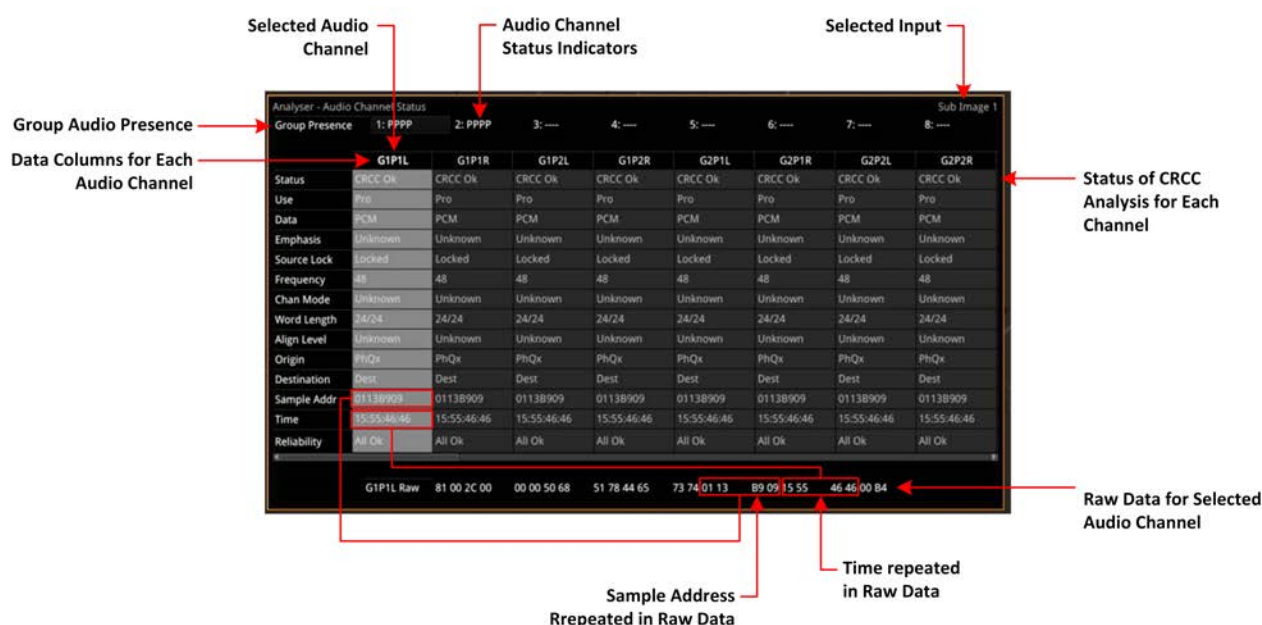 Selected Audio
Channel
Audio Channel
Status Indicators
Selected Input
Group Audio Presence
Data Columns for Each
Audio Channel
Analyser - Audio Channel Status Sub Image 1
Group Presence 1: PPPP 2: PPPP 3: ---- 4: ---- 5: ---- 6: ---- 7: ---- 8: ----
G1P1L G1P1R G1P2L G1P2R G2P1L G2P1R G2P2L G2P2R
Status CRCC Ok CRCC Ok CRCC Ok CRCC Ok CRCC Ok CRCC Ok CRCC Ok CRCC Ok
Use Pro Pro Pro Pro Pro Pro Pro Pro
Data PCM PCM PCM PCM PCM PCM PCM PCM
Emphasis Unknown Unknown Unknown Unknown Unknown Unknown Unknown Unknown
Source Lock Locked Locked Locked Locked Locked Locked Locked Locked
Frequency 48 48 48 48 48 48 48 48
Chan Mode Unknown Unknown Unknown Unknown Unknown Unknown Unknown Unknown
Word Length 24/24 24/24 24/24 24/24 24/24 24/24 24/24 24/24
Align Level Unknown Unknown Unknown Unknown Unknown Unknown Unknown Unknown
Origin PhQx PhQx PhQx PhQx PhQx PhQx PhQx PhQx
Destination Dest Dest Dest Dest Dest Dest Dest Dest
Sample Addr 0113B909 0113B909 0113B909 0113B909 0113B909 0113B909 0113B909 0113B909
Time 15:55:46:46 15:55:46:46 15:55:46:46 15:55:46:46 15:55:46:46 15:55:46:46 15:55:46:46 15:55:46:46
Reliability All Ok All Ok All Ok All Ok All Ok All Ok All Ok All Ok
G1P1L Raw 81 00 2C 00 00 00 50 68 51 78 44 65 73 74 01 13 B9 09 15 55 46 46 00 B4
Status of CRCC
Analysis for Each
Channel
Raw Data for Selected
Audio Channel
Time repeated
in Raw Data
Sample Address
Rrepeated in Raw Data